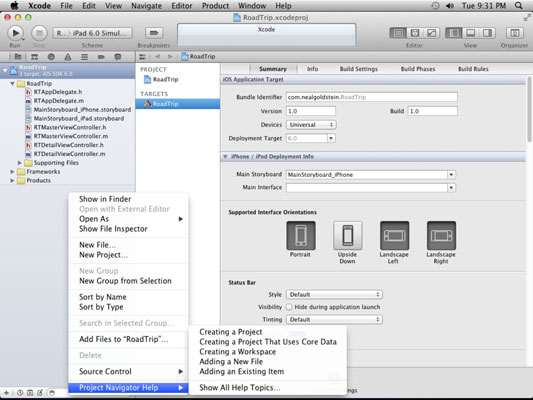 Xcode File Edit View Navigate Editor Product Window Help Tue 9:31 PM
RoadTrip.xcodeproj
R... iPad 6.0 Simul...
Xcode
Run Stop Scheme Breakpoints Editor View Organizer
RoadTrip
RoadTrip
1 target, iOS SDK 6.0
RoadTrip
RTAppDelegate.h
RTAppDelegate.m
MainStoryboard_iPhone.storyboard
MainStoryboard_iPad.storyboard
RTMasterViewController.h
RTMasterViewController.m
RTDetailViewController.h
RTDetailViewController.m
Supporting Files
Frameworks
Products
PROJECT
RoadTrip
TARGETS
RoadTrip
Summary Info Build Settings Build Phases Build Rules
iOS Application Target
Bundle Identifier com.nealgoldstein.RoadTrip
Version 1.0 Build 1.0
Devices Universal
Deployment Target 6.0
iPhone / iPod Deployment Info
Main Storyboard MainStoryboard_iPhone
Main Interface
Supported Interface Orientations
Portrait
Upside Down
Landscape Left
Landscape Right
Status Bar
Style Default
Visibility Hide during application launch
Tinting Default
Show in Finder
Open with External Editor
Open As
Show File Inspector
New File...
New Project...
New Group
New Group from Selection
Sort by Name
Sort by Type
Search in Selected Group...
Add Files to "RoadTrip"...
Delete
Source Control
Project Navigator Help
Creating a Project
Creating a Project That Uses Core Data
Creating a Workspace
Adding a New File
Adding an Existing Item
Show All Help Topics...